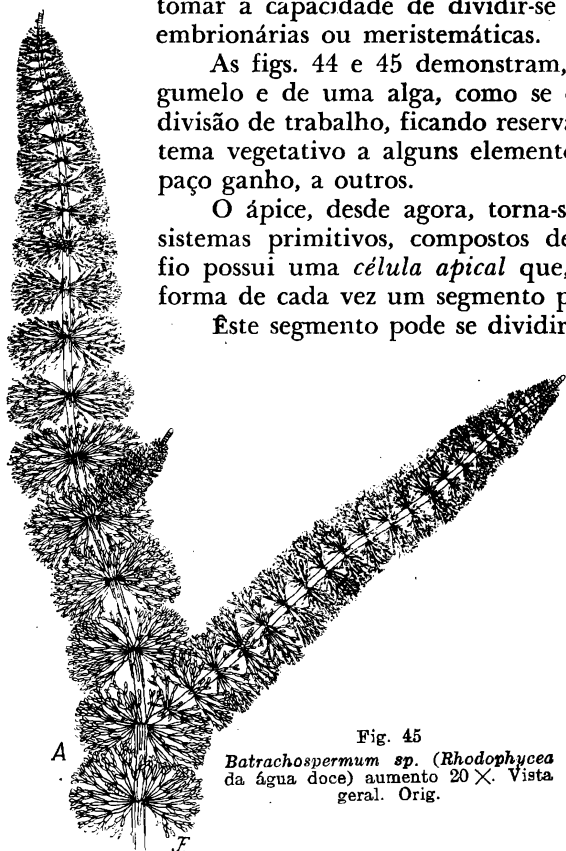 tomar a capacidade de dividir-se
embrionárias ou meristemáticas.
As figs. 44 e 45 demonstram,
gumelo e de uma alga, como se
divisão de trabalho, ficando reserva
tema vegetativo a alguns elemento
paço ganho, a outros.
O ápice, desde agora, torna-s
sistemas primitivos, compostos de
fio possui uma célula apical que,
forma de cada vez um segmento p
Êste segmento pode se dividir
A
F
Fig. 45
Batrachospermum sp. (Rhodophycea
da água doce) aumento 20 X. Vista
geral. Orig.